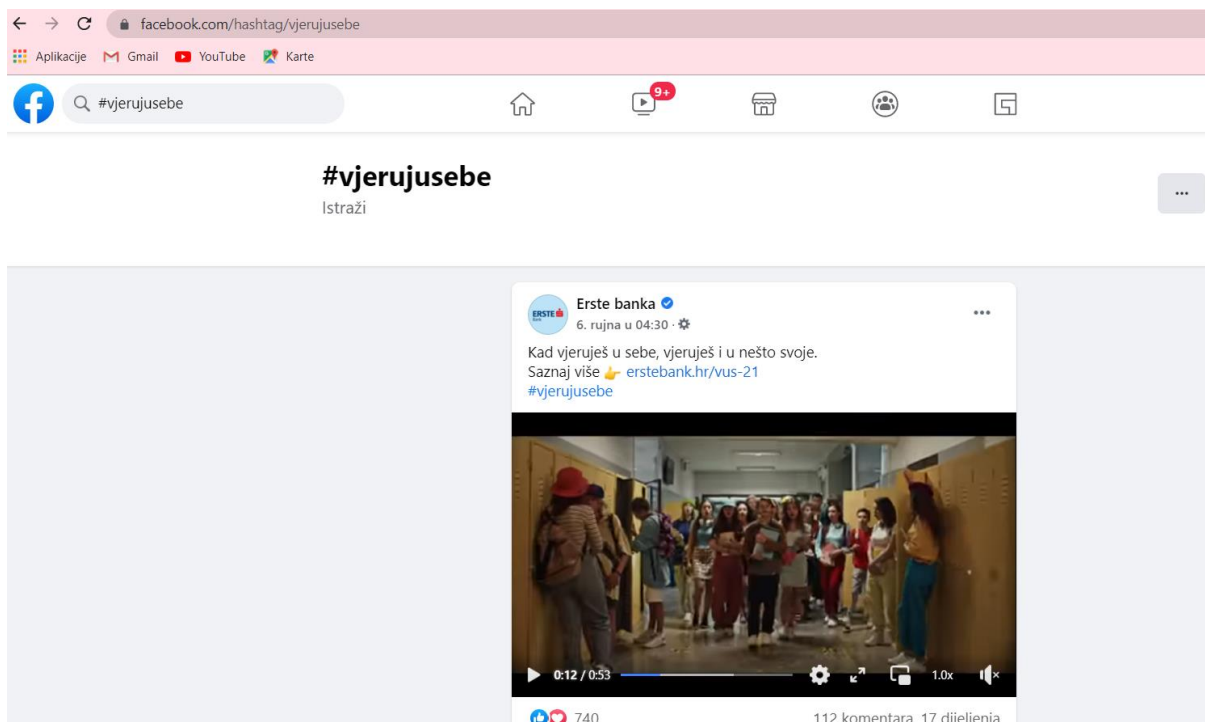 facebook.com/hashtag/vjerujusebe
Aplikacije Gmail YouTube Karte
#vjerujusebe
9+
#vjerujusebe
Istraži
Erste banka
ERSTE
Bank
6. rujna u 04:30 ·
Kad vjeruješ u sebe, vjeruješ i u nešto svoje.
Saznaj više 👉 erstebank.hr/vus-21
#vjerujusebe
0:12 / 0:53 1.0x
740 112 komentara 17 dijeljenja